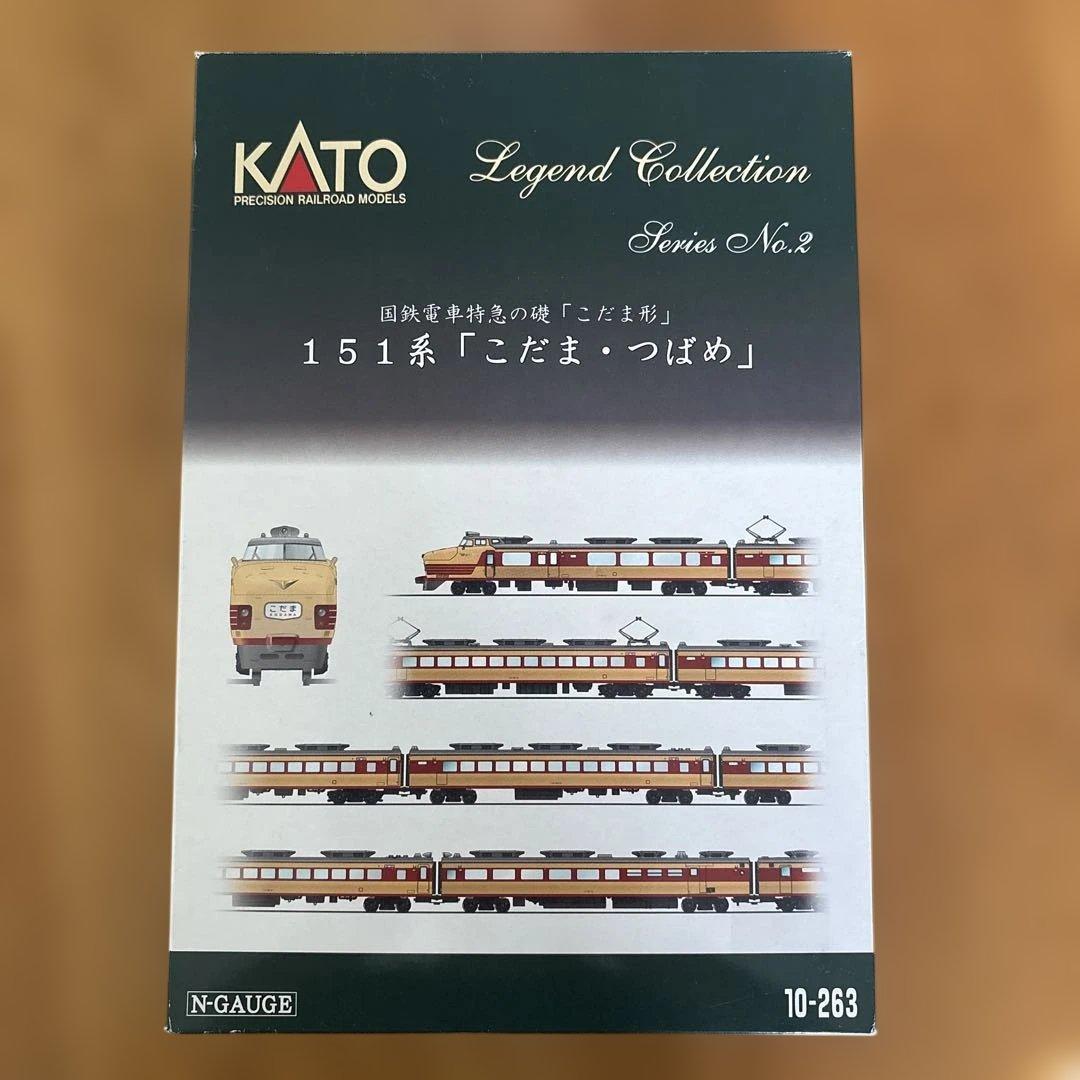 KATO
PRECISION RAILROAD MODELS
Legend Collection
Series No.2
国鉄電車特急の礎「こだま形」
151系「こだま・つばめ」
こだま
KODAMA
N-GAUGE
10-263